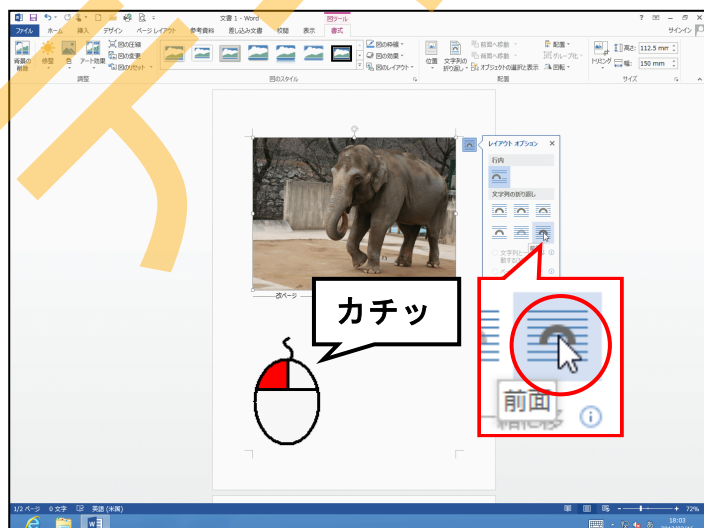 文書 1 - Word
図ツール
ファイル ホーム 挿入 デザイン ページ レイアウト 参考資料 差し込み文書 校閲 表示 書式
サインイン
背景の削除 修整 色 アート効果
図の圧縮
図の変更
図のリセット
図の枠線
図の効果
図のレイアウト
位置 文字列の折り返し
前面へ移動
背面へ移動
オブジェクトの選択と表示
配置
グループ化
回転
トリミング
高さ: 112.5 mm
幅: 150 mm
調整 図のスタイル 配置 サイズ
レイアウト オプション
行内
文字列の折り返し
改ページ
カチッ
前面
1/2 ページ 0 文字 英語 (米国)
72%
18:03